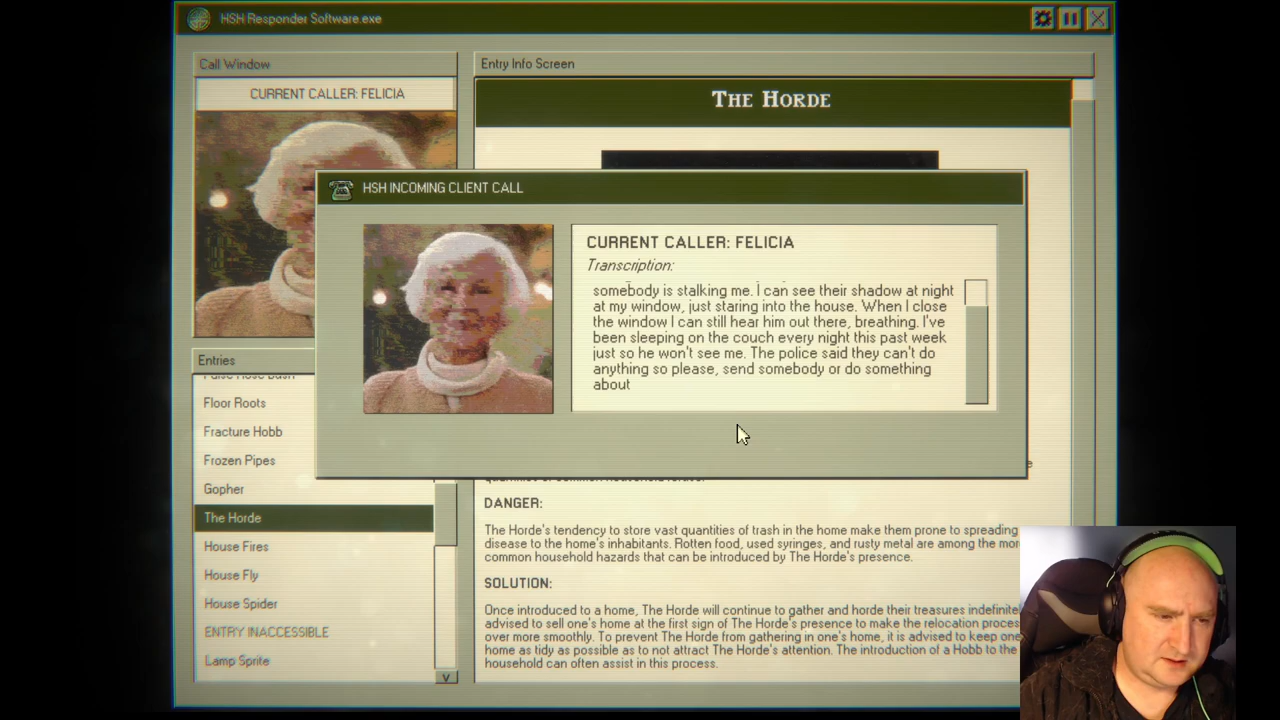 HSH Responder Software.exe
Call Window
CURRENT CALLER: FELICIA
Entries
Floor Roots
Fracture Hobb
Frozen Pipes
Gopher
The Horde
House Fires
House Fly
House Spider
ENTRY INACCESSIBLE
Lamp Sprite
V
Entry Info Screen
THE HORDE
HSH INCOMING CLIENT CALL
CURRENT CALLER: FELICIA
Transcription:
somebody is stalking me. I can see their shadow at night
at my window, just staring into the house. When I close
the window I can still hear him out there, breathing. I've
been sleeping on the couch every night this past week
just so he won't see me. The police said they can't do
anything so please, send somebody or do something
about
DANGER:
The Horde's tendency to store vast quantities of trash in the home make them prone to spreading
disease to the home's inhabitants. Rotten food, used syringes, and rusty metal are among the
common household hazards that can be introduced by The Horde's presence.
SOLUTION:
Once introduced to a home, The Horde will continue to gather and horde their treasures
advised to sell one's home at the first sign of The Horde's presence to make the relocation
over more smoothly. To prevent The Horde from gathering in one's home, it is advised to keep
home as tidy as possible as to not attract The Horde's attention. The introduction of a Hobb to the
household can often assist in this process.